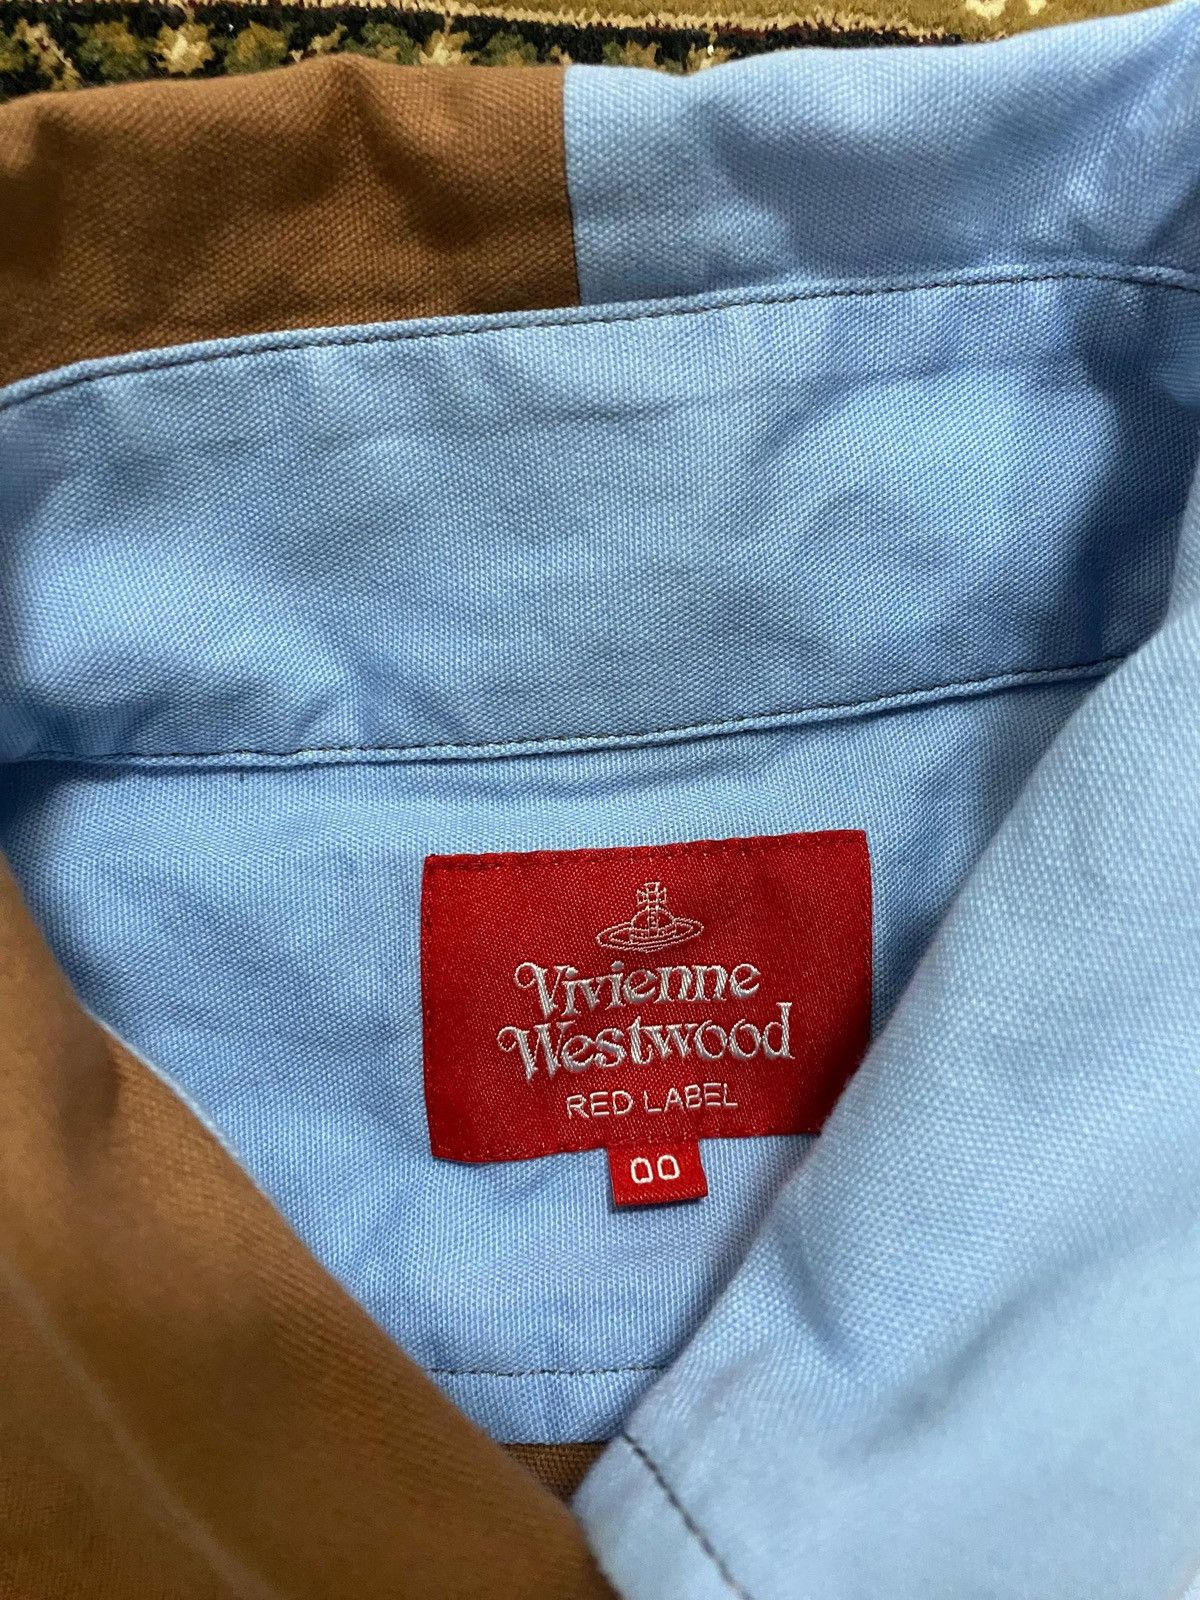 Vivienne
Westwood
RED LABEL
00